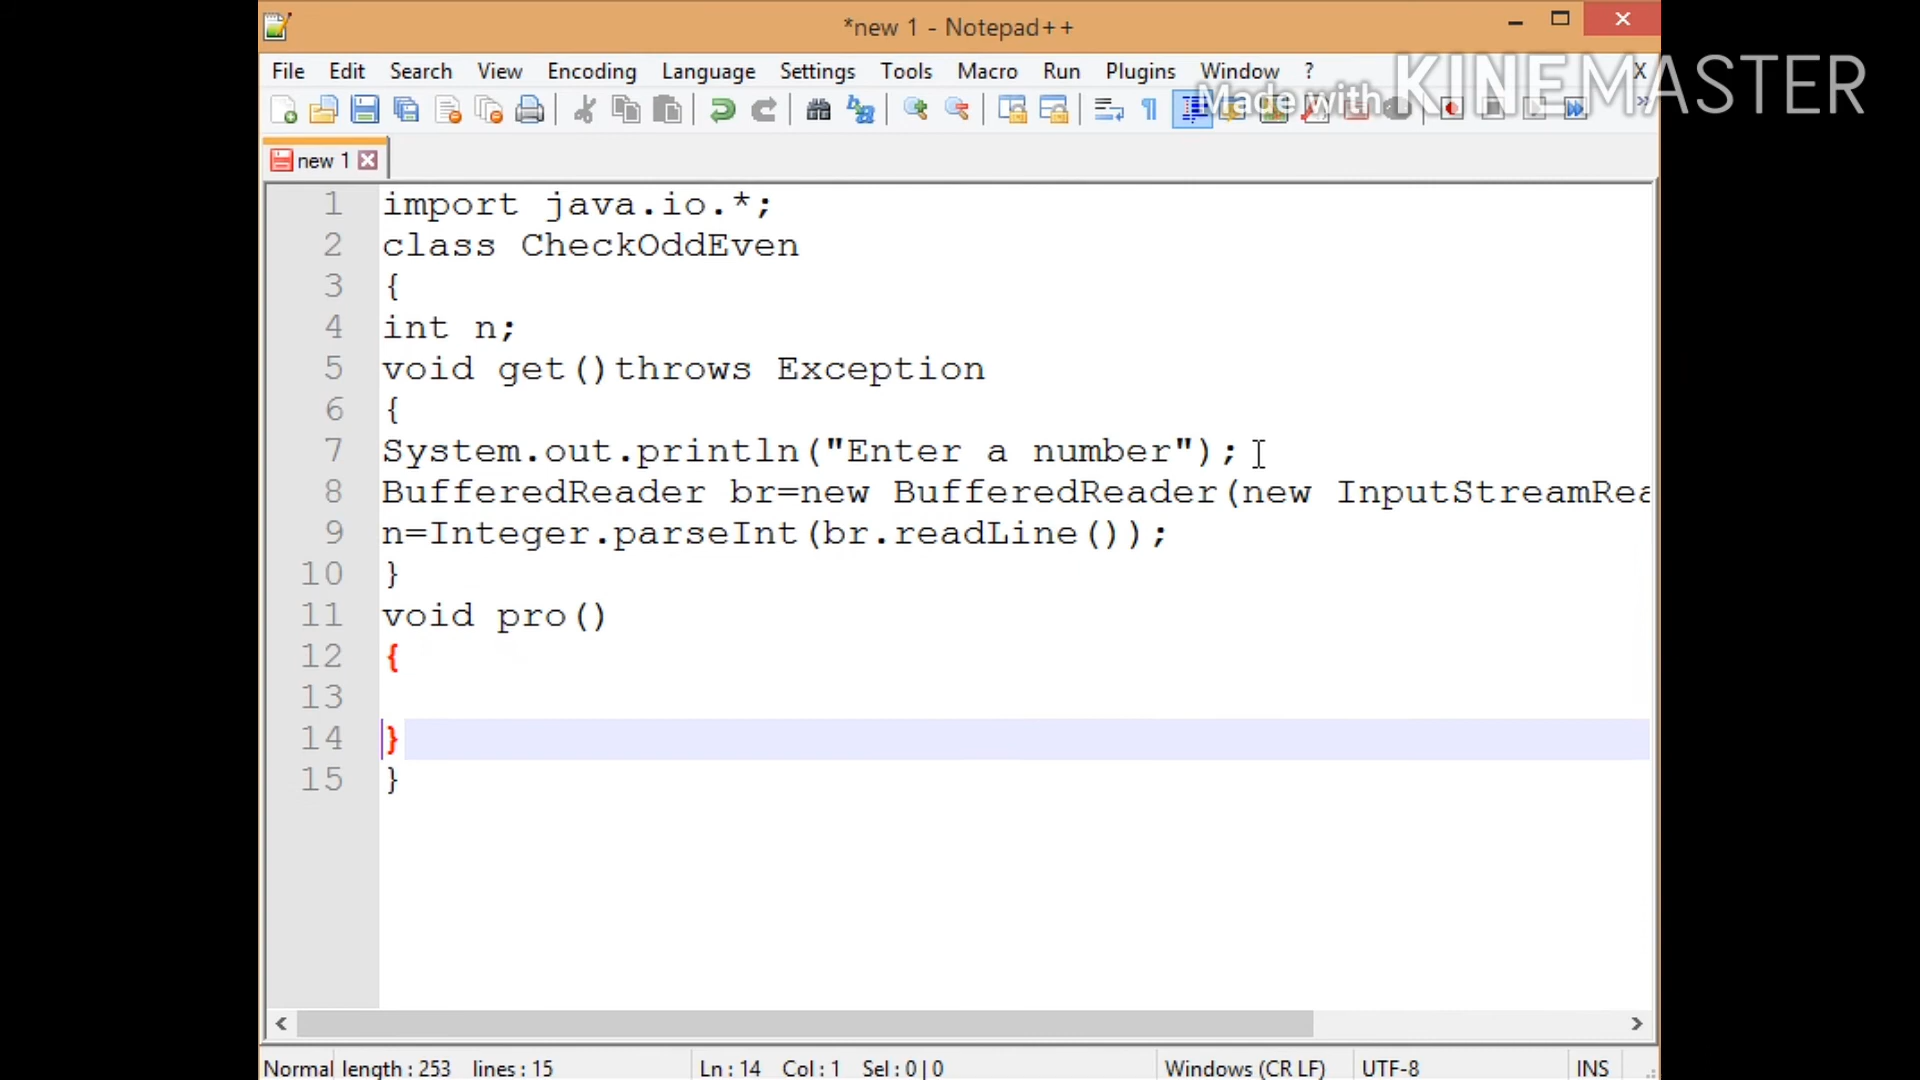 *new 1 - Notepad++
File Edit Search View Encoding Language Settings Tools Macro Run Plugins Window ? X
Made with KINEMASTER
new 1
1 import java.io.*;
2 class CheckOddEven
3 {
4 int n;
5 void get()throws Exception
6 {
7 System.out.println("Enter a number");
8 BufferedReader br=new BufferedReader(new InputStreamRea
9 n=Integer.parseInt(br.readLine());
10 }
11 void pro()
12 {
13
14 }
15 }
Normal length : 253 lines : 15 Ln : 14 Col : 1 Sel : 0 | 0 Windows (CR LF) UTF-8 INS